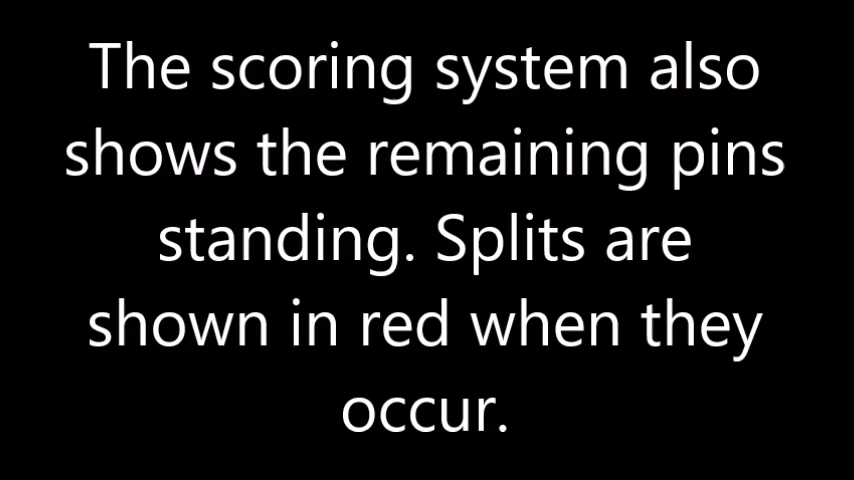 The scoring system also
shows the remaining pins
standing. Splits are
shown in red when they
occur.